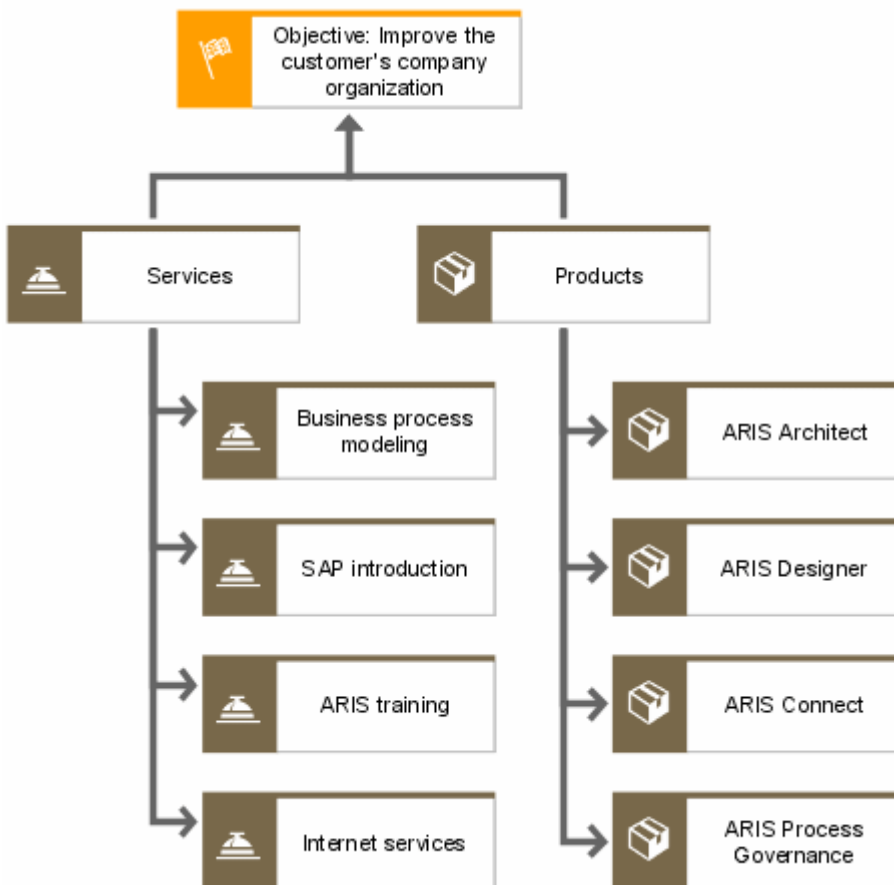 Objective: Improve the
customer's company
organization
Services
Products
Business process
modeling
ARIS Architect
SAP introduction
ARIS Designer
ARIS training
ARIS Connect
Internet services
ARIS Process
Governance